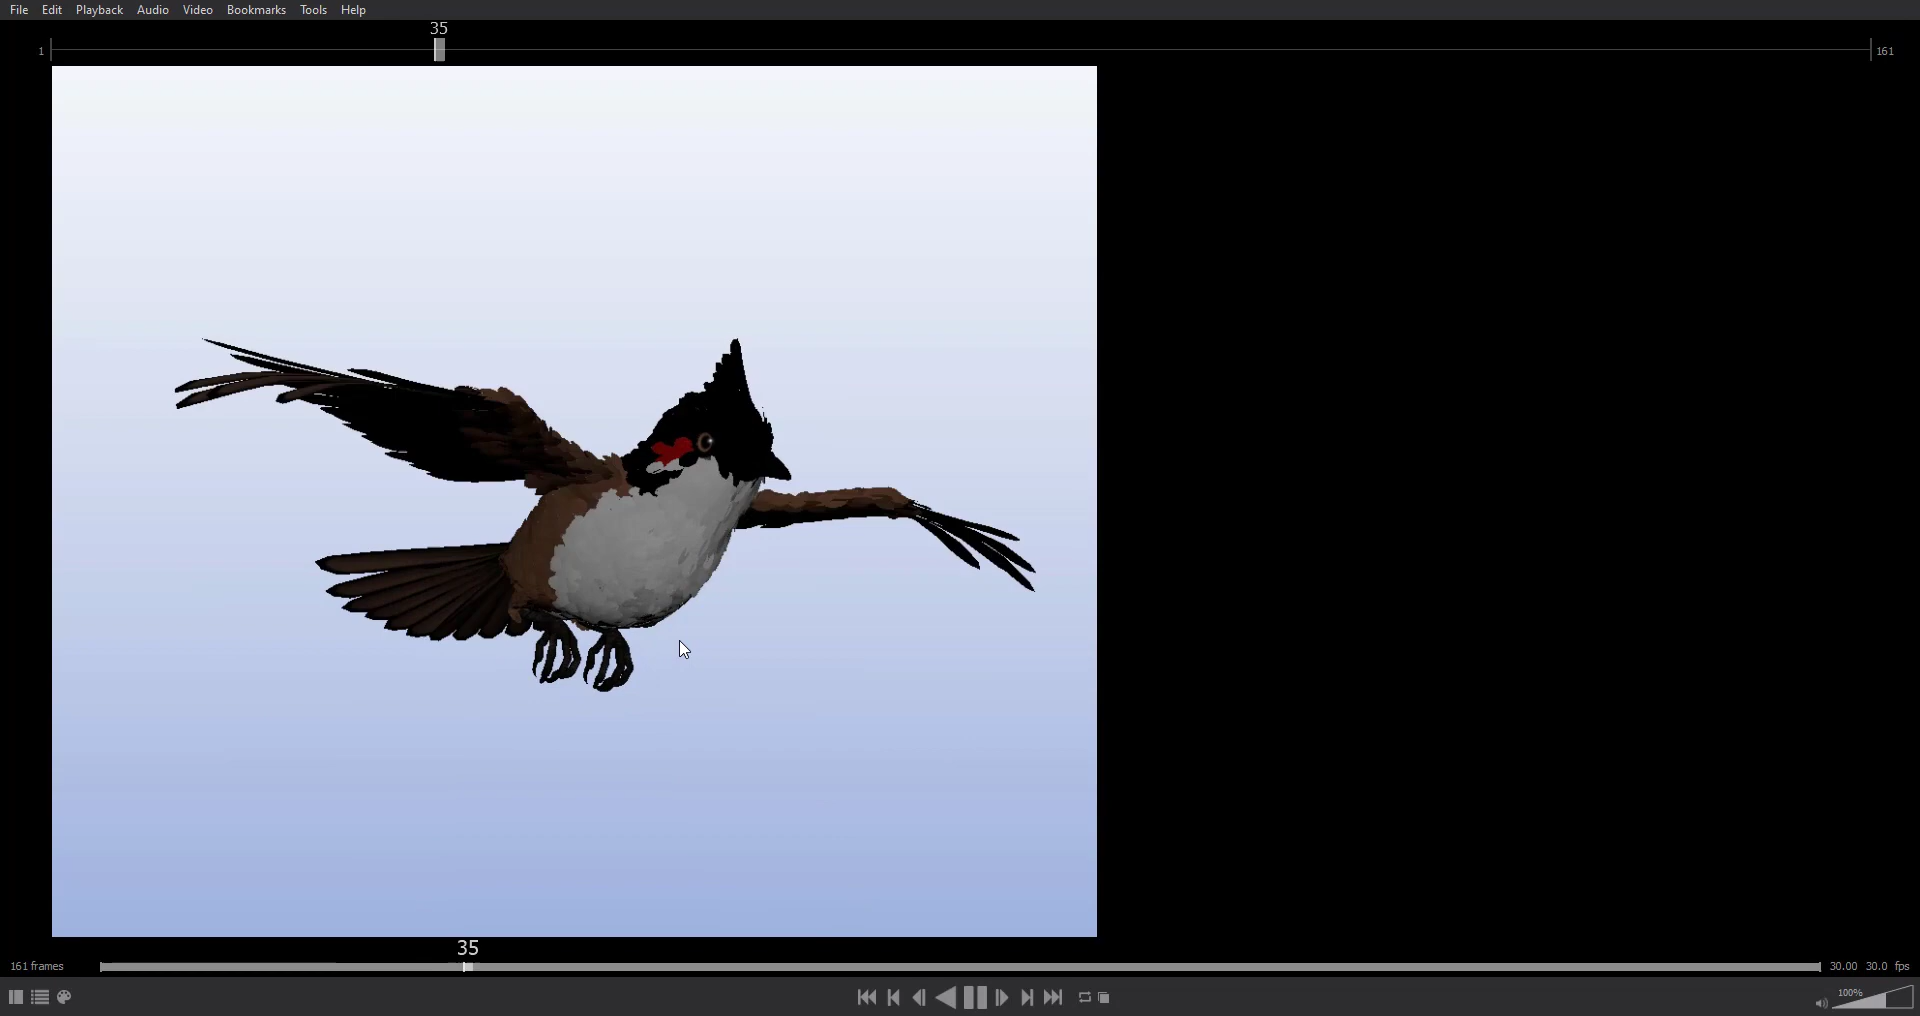 File Edit Playback Audio Video Bookmarks Tools Help
35
1 161
35
161 frames 30.00 30.0 fps
100%